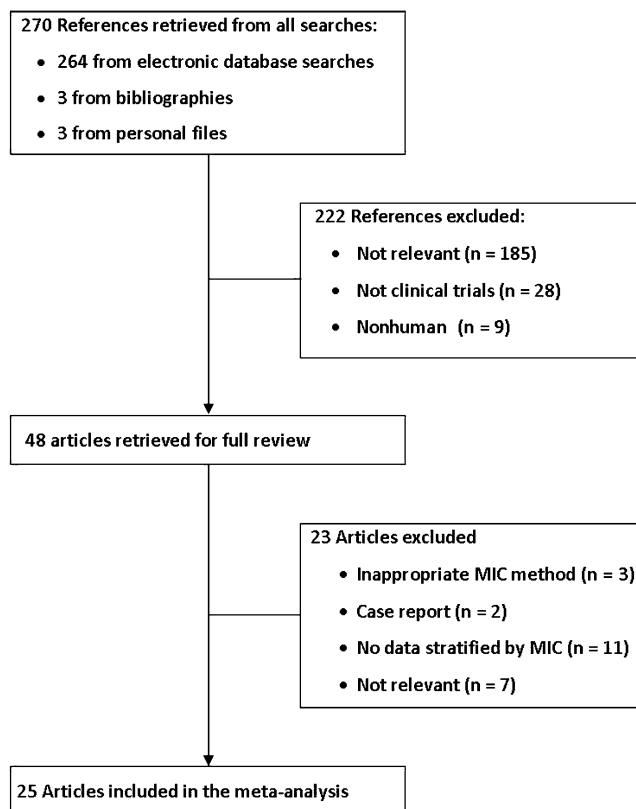 270 References retrieved from all searches:
• 264 from electronic database searches
• 3 from bibliographies
• 3 from personal files
222 References excluded:
• Not relevant (n = 185)
• Not clinical trials (n = 28)
• Nonhuman (n = 9)
48 articles retrieved for full review
23 Articles excluded
• Inappropriate MIC method (n = 3)
• Case report (n = 2)
• No data stratified by MIC (n = 11)
• Not relevant (n = 7)
25 Articles included in the meta-analysis